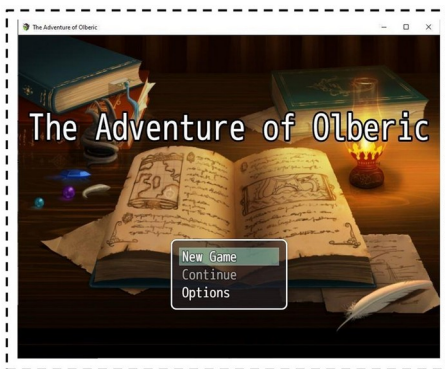 The Adventure of Olberic
The Adventure of Olberic
New Game
Continue
Options